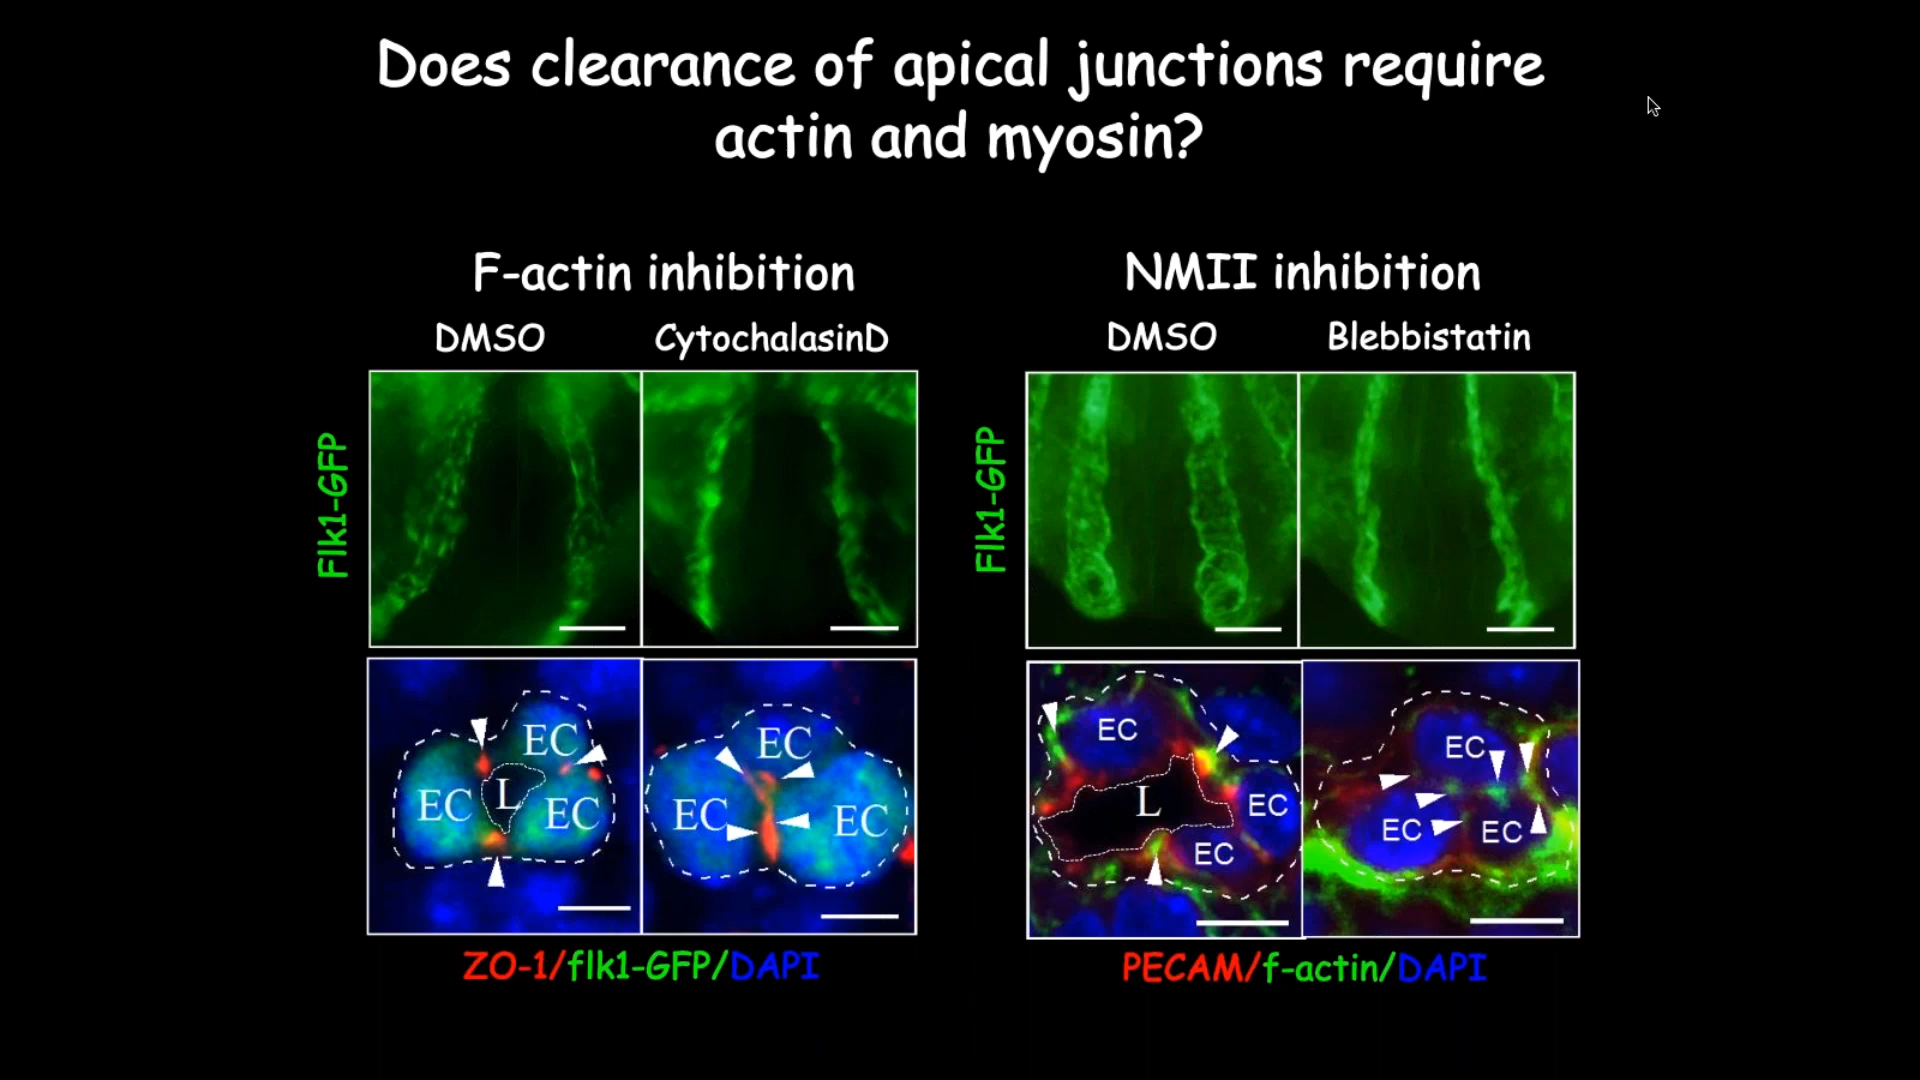 Does clearance of apical junctions require
actin and myosin?
F-actin inhibition
NMII inhibition
DMSO
CytochalasinD
DMSO
Blebbistatin
Flk1-GFP
Flk1-GFP
EC
EC
L
EC
EC
EC
EC
EC
L
EC
EC
EC
EC
EC
ZO-1/flk1-GFP/DAPI
PECAM/f-actin/DAPI